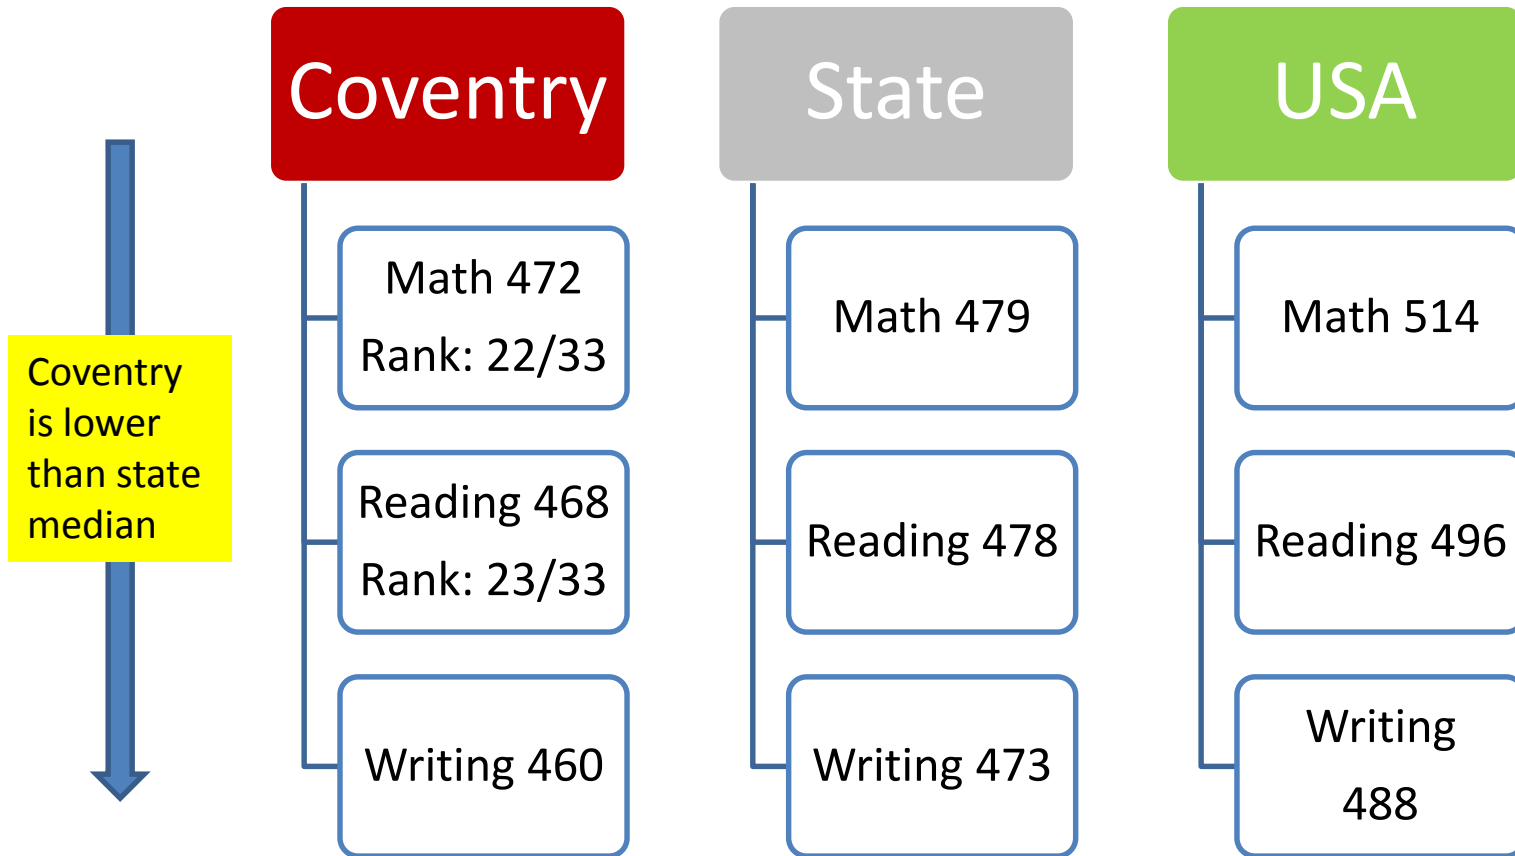 Coventry
State
USA
Coventry
is lower
than state
median
Math 472
Rank: 22/33
Reading 468
Rank: 23/33
Writing 460
Math 479
Reading 478
Writing 473
Math 514
Reading 496
Writing
488